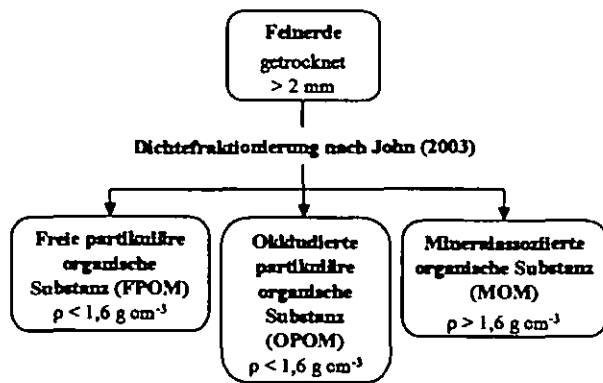 Feinerde
getrocknet
> 2 mm
Dichtefraktionierung nach John (2003)
Freie partikuläre
organische
Substanz (FPOM)
ρ < 1,6 g cm⁻³
Okkludierte
partikuläre
organische
Substanz
(OPOM)
ρ < 1,6 g cm⁻³
Mineralassoziierte
organische Substanz
(MOM)
ρ > 1,6 g cm⁻³